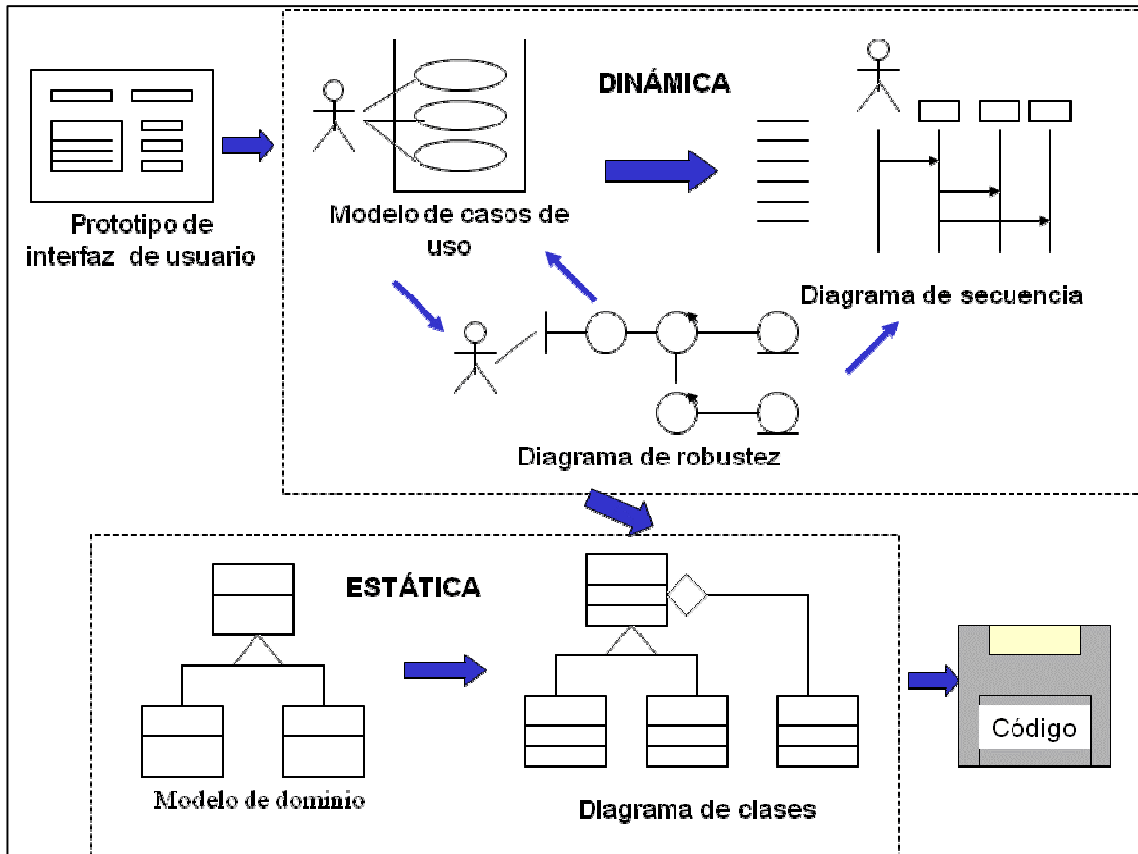 DINÁMICA
Prototipo de
interfaz de usuario
Modelo de casos de
uso
Diagrama de secuencia
Diagrama de robustez
ESTÁTICA
Modelo de dominio
Diagrama de clases
Código